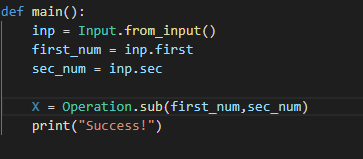 def main():
    inp = Input.from_input()
    first_num = inp.first
    sec_num = inp.sec

    X = Operation.sub(first_num,sec_num)
    print("Success!")